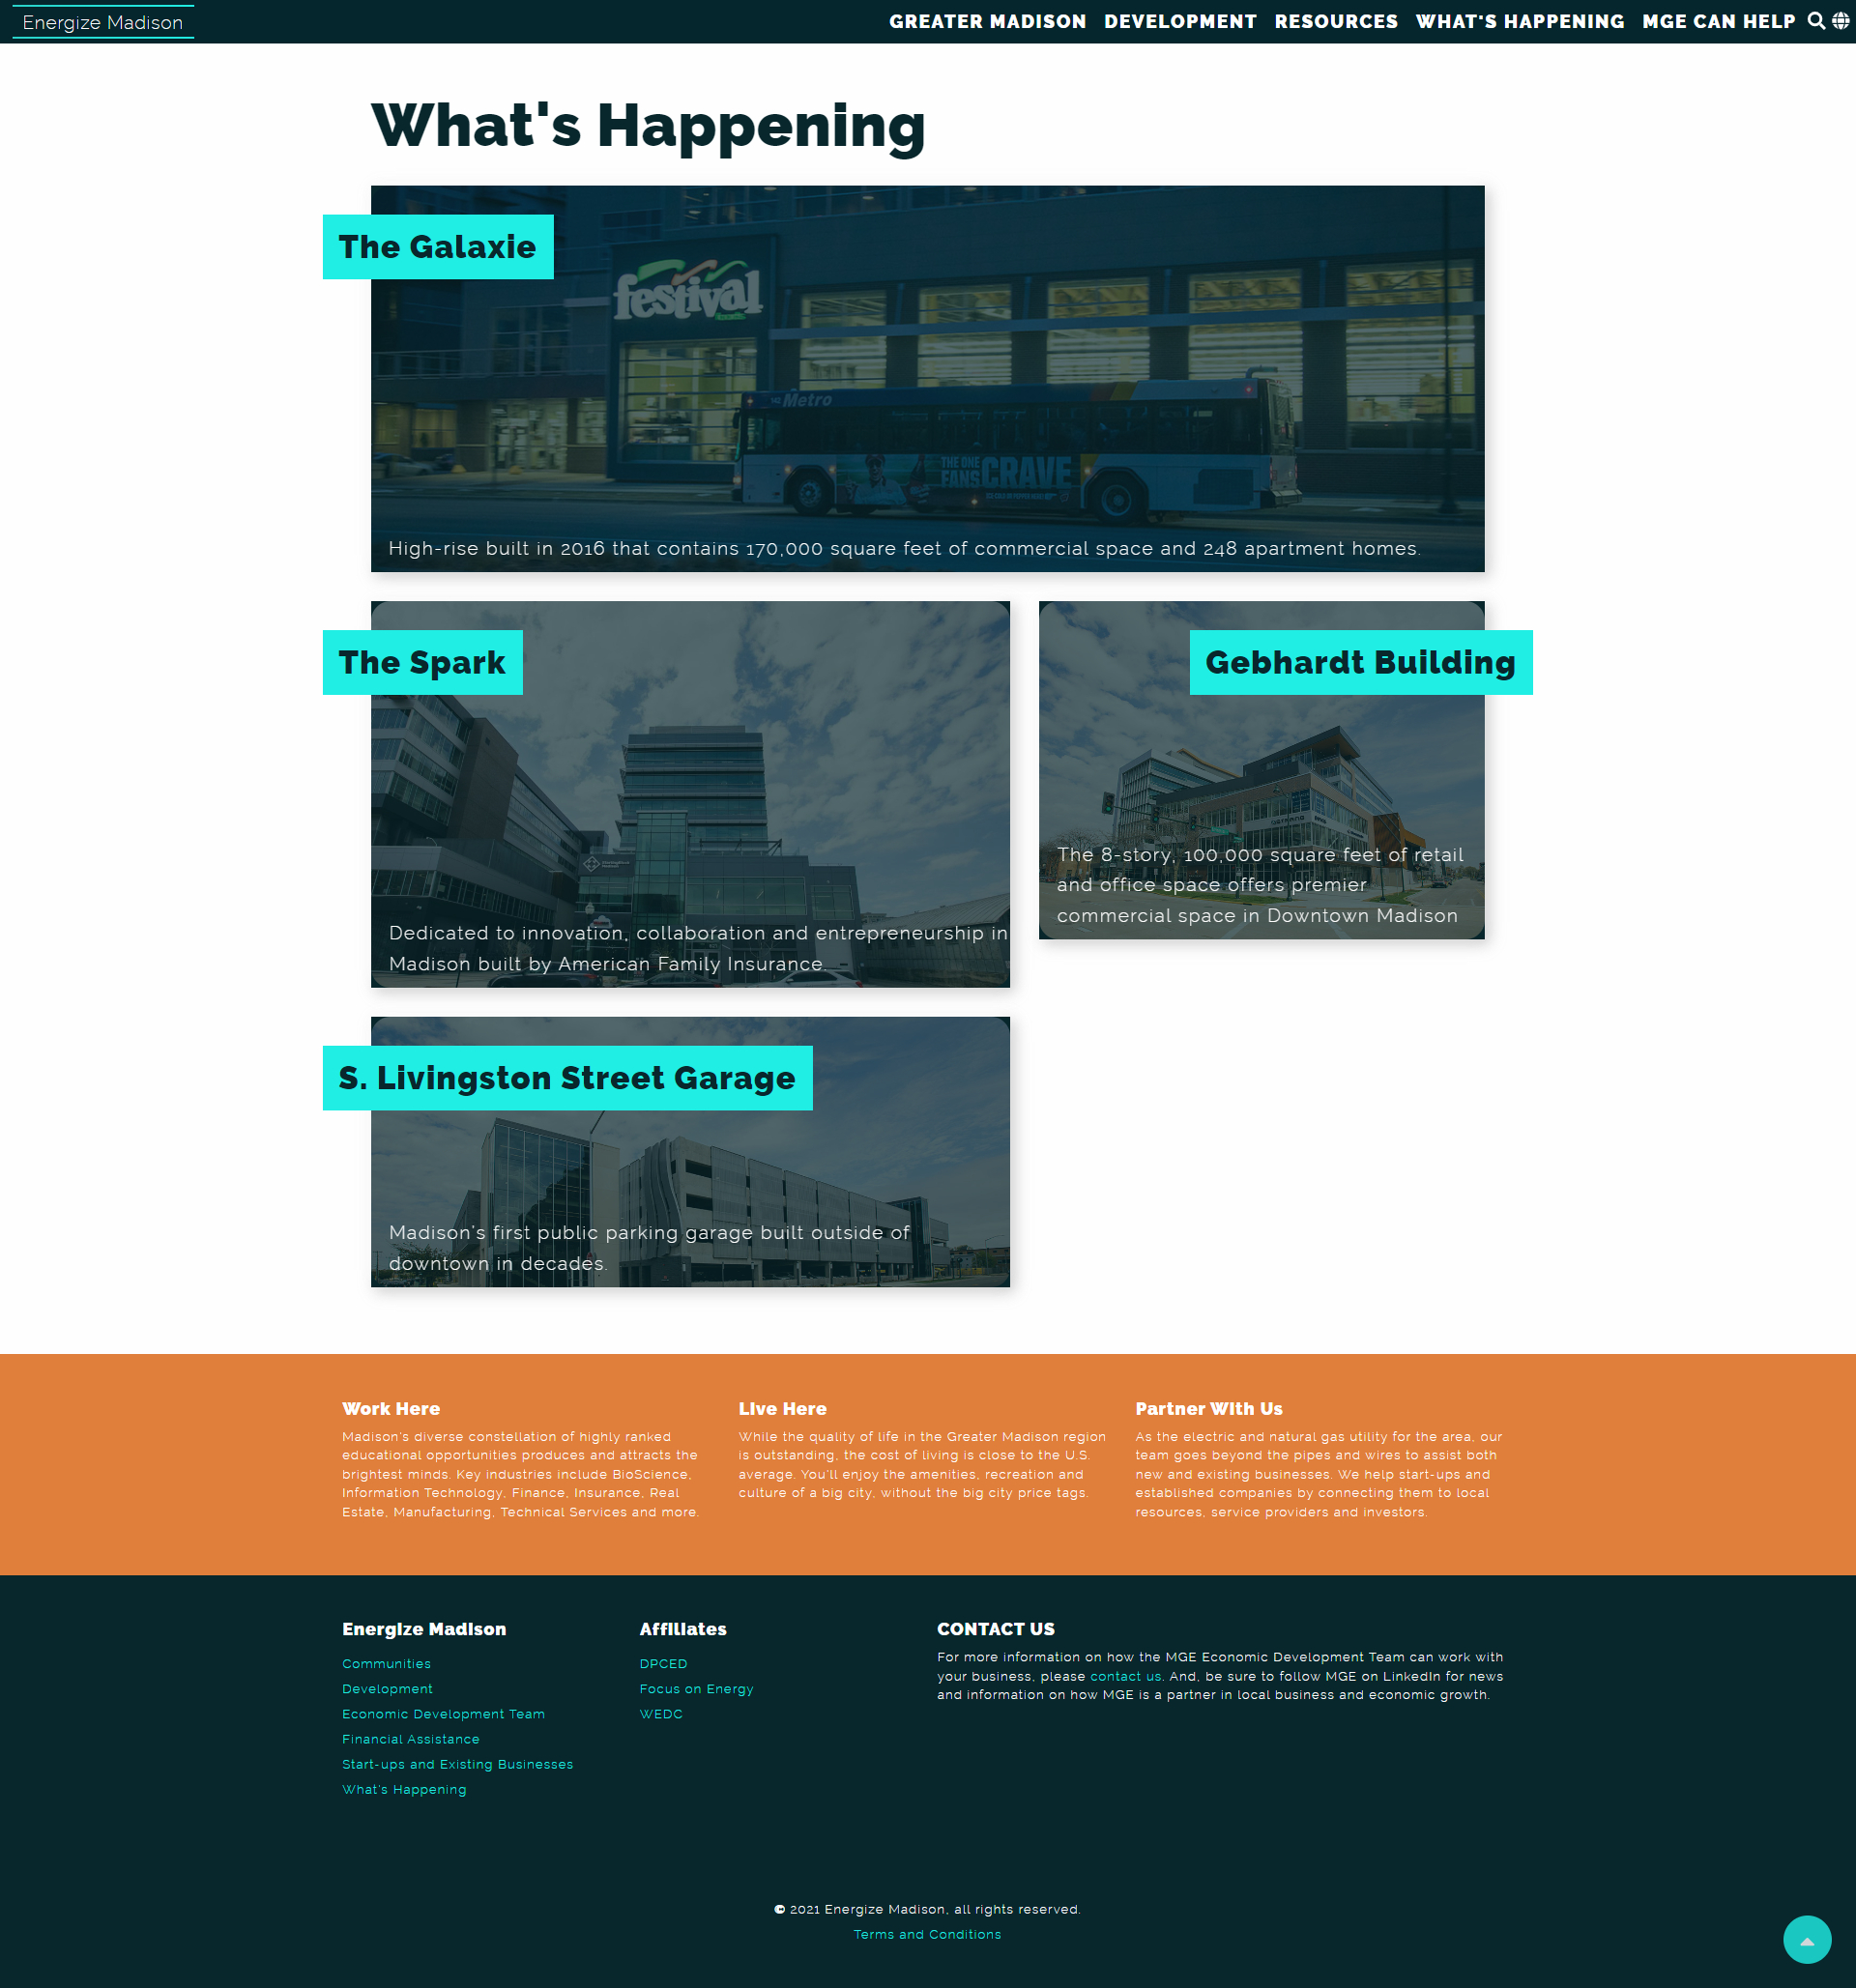 Energize Madison
GREATER MADISON DEVELOPMENT RESOURCES WHAT'S HAPPENING MGE CAN HELP
What's Happening
The Galaxie
festival
Metro
THE ONE
FANS CRAVE
High-rise built in 2016 that contains 170,000 square feet of commercial space and 248 apartment homes.
The Spark
Dedicated to innovation, collaboration and entrepreneurship in
Madison built by American Family Insurance.
Gebhardt Building
The 8-story, 100,000 square feet of retail
and office space offers premier
commercial space in Downtown Madison
S. Livingston Street Garage
Madison's first public parking garage built outside of
downtown in decades.
Work Here
Madison's diverse constellation of highly ranked
educational opportunities produces and attracts the
brightest minds. Key industries include BioScience,
Information Technology, Finance, Insurance, Real
Estate, Manufacturing, Technical Services and more.
Live Here
While the quality of life in the Greater Madison region
is outstanding, the cost of living is close to the U.S.
average. You'll enjoy the amenities, recreation and
culture of a big city, without the big city price tags.
Partner With Us
As the electric and natural gas utility for the area, our
team goes beyond the pipes and wires to assist both
new and existing businesses. We help start-ups and
established companies by connecting them to local
resources, service providers and investors.
Energize Madison
Communities
Development
Economic Development Team
Financial Assistance
Start-ups and Existing Businesses
What's Happening
Affiliates
DPCED
Focus on Energy
WEDC
CONTACT US
For more information on how the MGE Economic Development Team can work with
your business, please contact us. And, be sure to follow MGE on LinkedIn for news
and information on how MGE is a partner in local business and economic growth.
© 2021 Energize Madison, all rights reserved.
Terms and Conditions